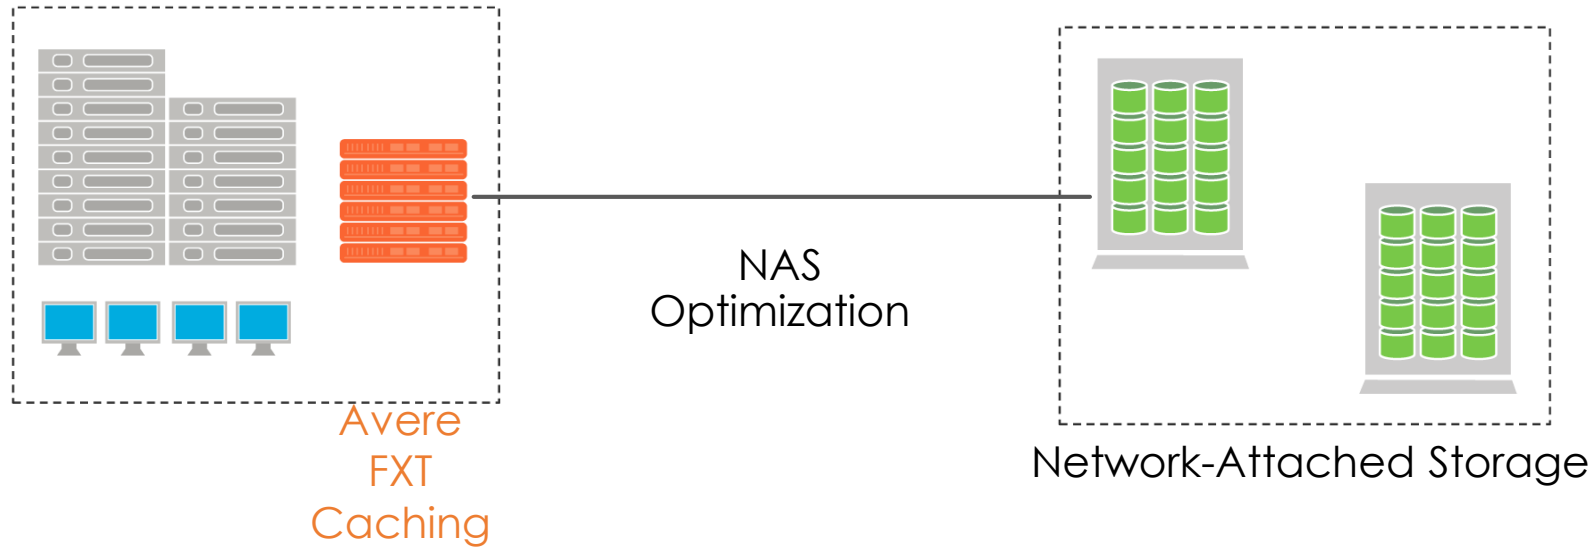 NAS
Optimization
Avere
FXT
Caching
Network-Attached Storage